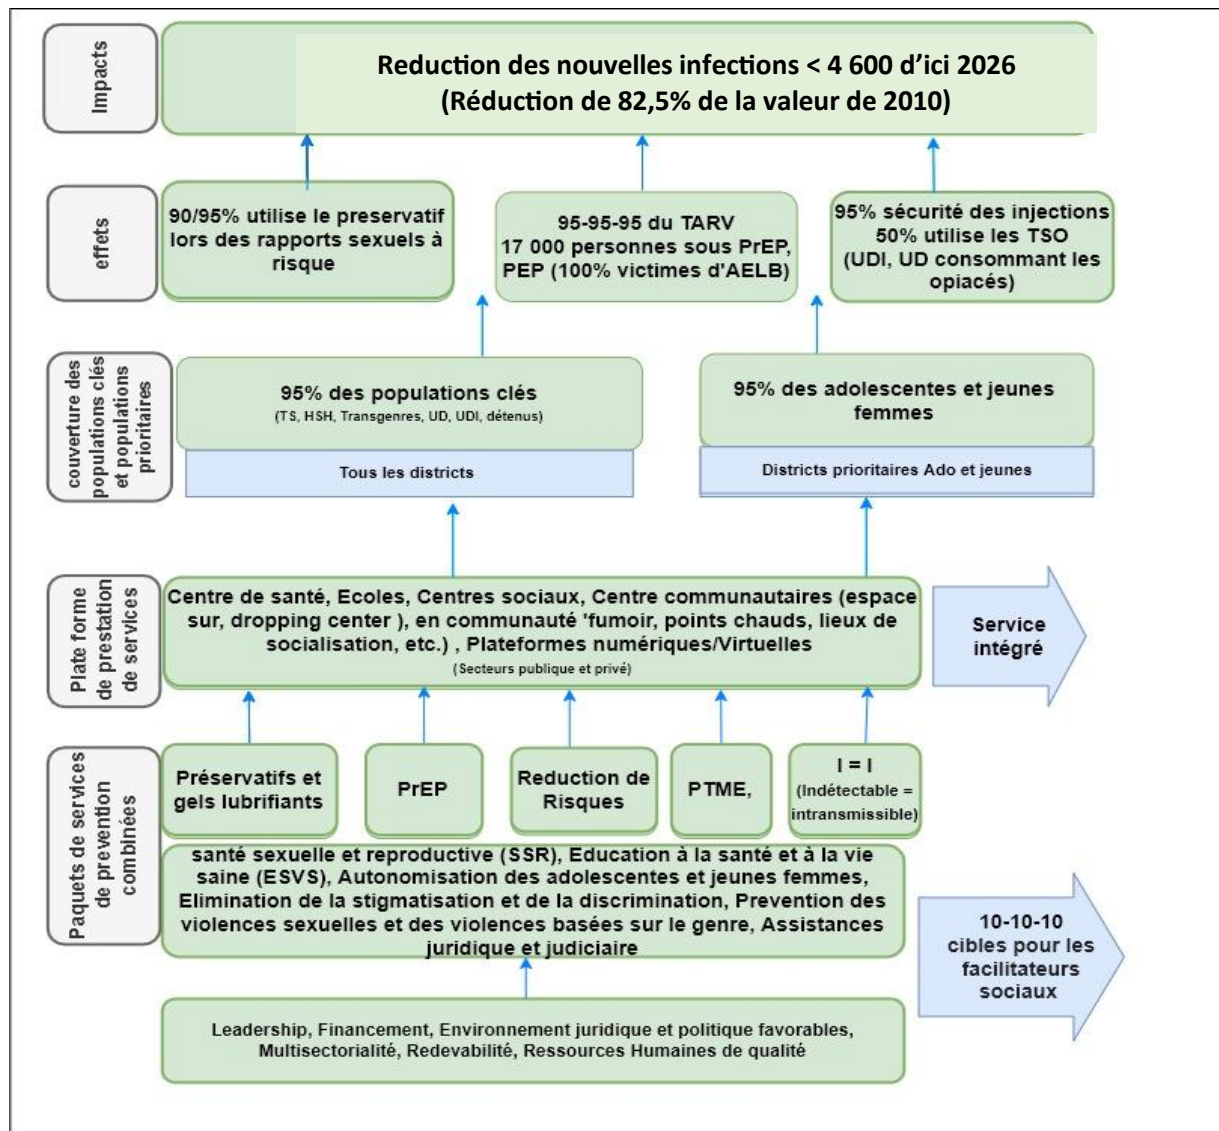 Impacts
Reduction des nouvelles infections < 4 600 d’ici 2026
(Réduction de 82,5% de la valeur de 2010)
effets
90/95% utilise le preservatif
lors des rapports sexuels à
risque
95-95-95 du TARV
17 000 personnes sous PrEP,
PEP (100% victimes d'AELB)
95% sécurité des injections
50% utilise les TSO
(UDI, UD consommant les
opiacés)
couverture des
populations clés
et populations
prioritaires
95% des populations clés
(TS, HSH, Transgenres, UD, UDI, détenus)
Tous les districts
95% des adolescentes et jeunes
femmes
Districts prioritaires Ado et jeunes
Plate forme
de prestation
de services
Centre de santé, Ecoles, Centres sociaux, Centre communautaires (espace
sur, dropping center ), en communauté 'fumoir, points chauds, lieux de
socialisation, etc.) , Plateformes numériques/Virtuelles
(Secteurs publique et privé)
Service
intégré
Paquets de services
de prevention
combinées
Préservatifs et
gels lubrifiants
PrEP
Reduction de
Risques
PTME,
I = I
(Indétectable =
intransmissible)
santé sexuelle et reproductive (SSR), Education à la santé et à la vie
saine (ESVS), Autonomisation des adolescentes et jeunes femmes,
Elimination de la stigmatisation et de la discrimination, Prevention des
violences sexuelles et des violences basées sur le genre, Assistances
juridique et judiciaire
10-10-10
cibles pour les
facilitateurs
sociaux
Leadership, Financement, Environnement juridique et politique favorables,
Multisectorialité, Redevabilité, Ressources Humaines de qualité